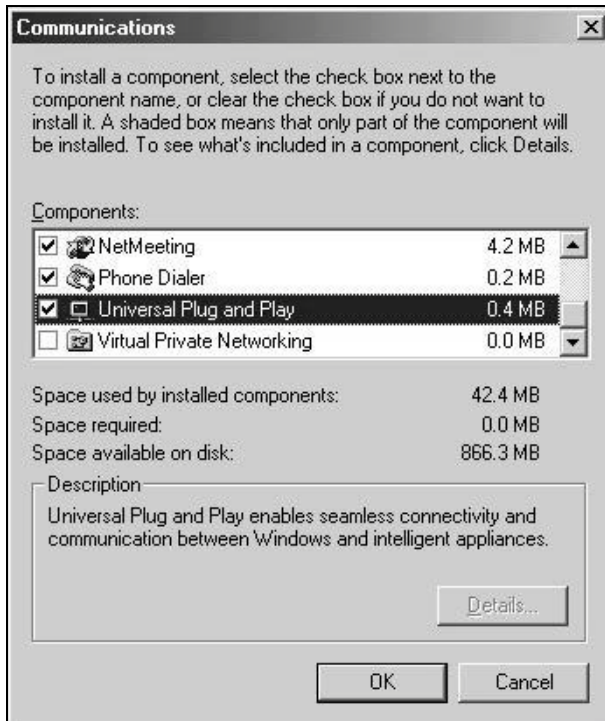 Communications
To install a component, select the check box next to the
component name, or clear the check box if you do not want to
install it. A shaded box means that only part of the component will
be installed. To see what's included in a component, click Details.
Components:
NetMeeting 4.2 MB
Phone Dialer 0.2 MB
Universal Plug and Play 0.4 MB
Virtual Private Networking 0.0 MB
Space used by installed components: 42.4 MB
Space required: 0.0 MB
Space available on disk: 866.3 MB
Description
Universal Plug and Play enables seamless connectivity and
communication between Windows and intelligent appliances.
Details...
OK Cancel